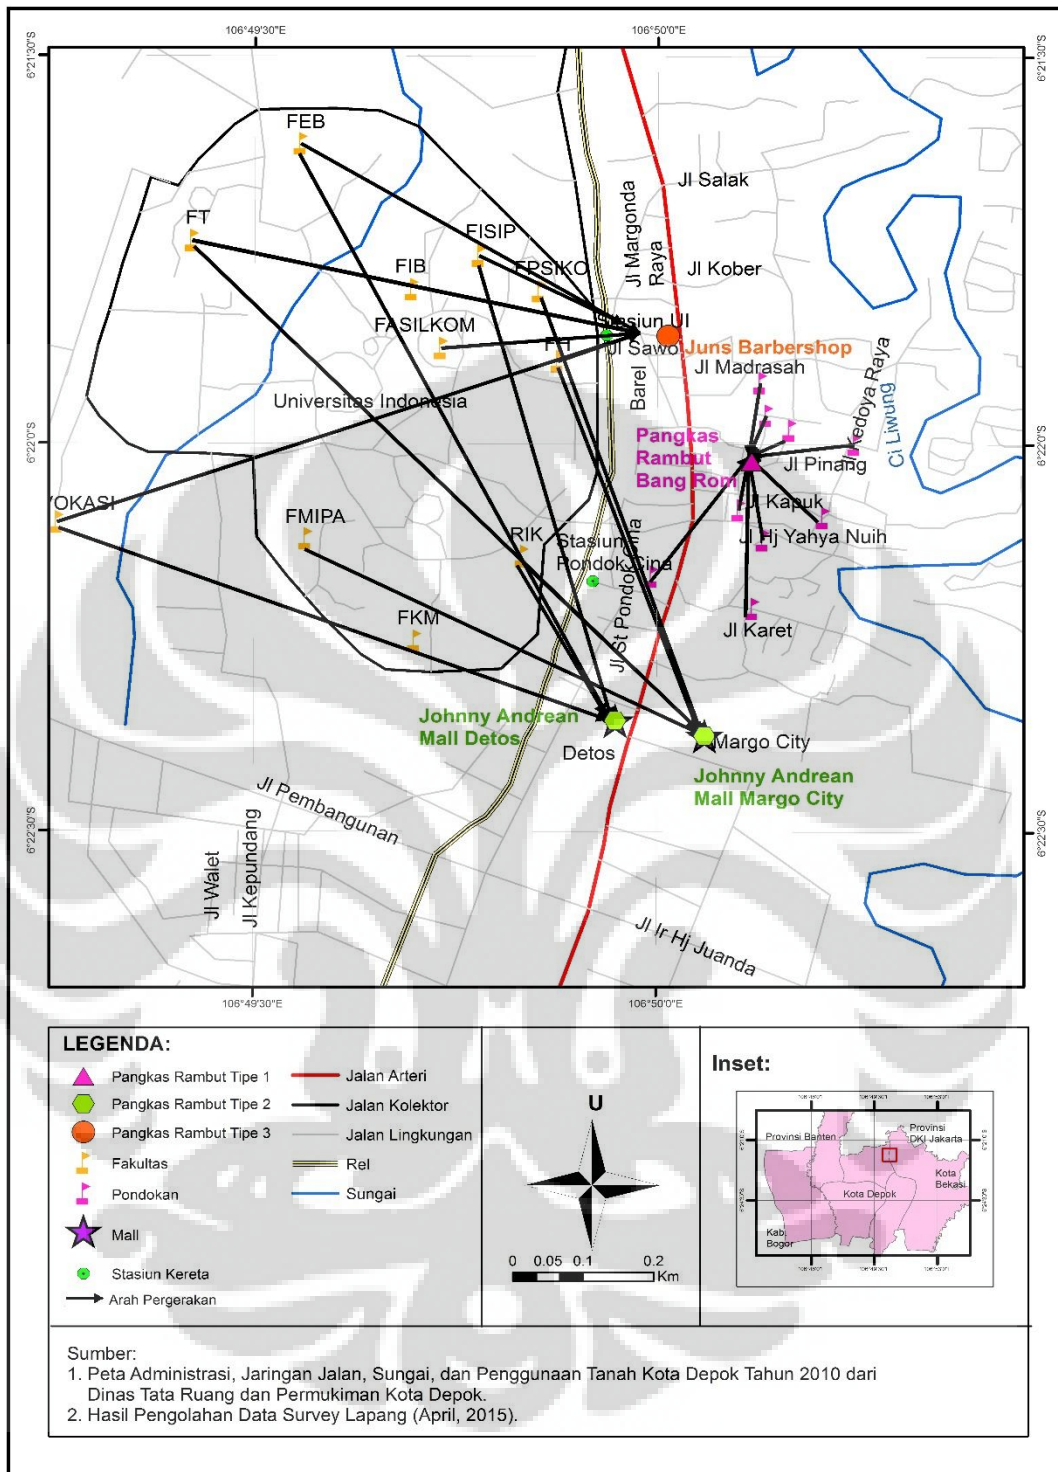 106°49'30"E
106°50'0"E
6°21'30"S
6°21'30"S
FEB
Jl Salak
FT
FISIP
Jl Margonda
Raya
FIB
FPSIKO
Jl Kober
FASILKOM
Stasiun UI
FH
Jl Sawo
Juns Barbershop
Jl Madrasah
Barel
Universitas Indonesia
Jl Kedoya Raya
Ci Liwung
6°22'0"S
6°22'0"S
Pangkas
Rambut
Bang Rom
Jl Pinang
VOKASI
Jl Kapuk
FMIPA
RIK
Stasiun
Pondok Cina
Jl Hj Yahya Nuih
Jl St Pondok Cina
FKM
Jl Karet
Johnny Andrean
Mall Detos
Detos
Margo City
Johnny Andrean
Mall Margo City
Jl Pembangunan
6°22'30"S
6°22'30"S
Jl Walet
Jl Kepundang
Jl Ir Hj Juanda
106°49'30"E
106°50'0"E
LEGENDA:
Pangkas Rambut Tipe 1
Pangkas Rambut Tipe 2
Pangkas Rambut Tipe 3
Fakultas
Pondokan
Mall
Stasiun Kereta
Arah Pergerakan
Jalan Arteri
Jalan Kolektor
Jalan Lingkungan
Rel
Sungai
U
0 0.05 0.1 0.2
Km
Inset:
Provinsi Banten
Provinsi
DKI Jakarta
Kota
Bekasi
Kota Depok
Kab.
Bogor
Sumber:
1. Peta Administrasi, Jaringan Jalan, Sungai, dan Penggunaan Tanah Kota Depok Tahun 2010 dari
Dinas Tata Ruang dan Permukiman Kota Depok.
2. Hasil Pengolahan Data Survey Lapang (April, 2015).